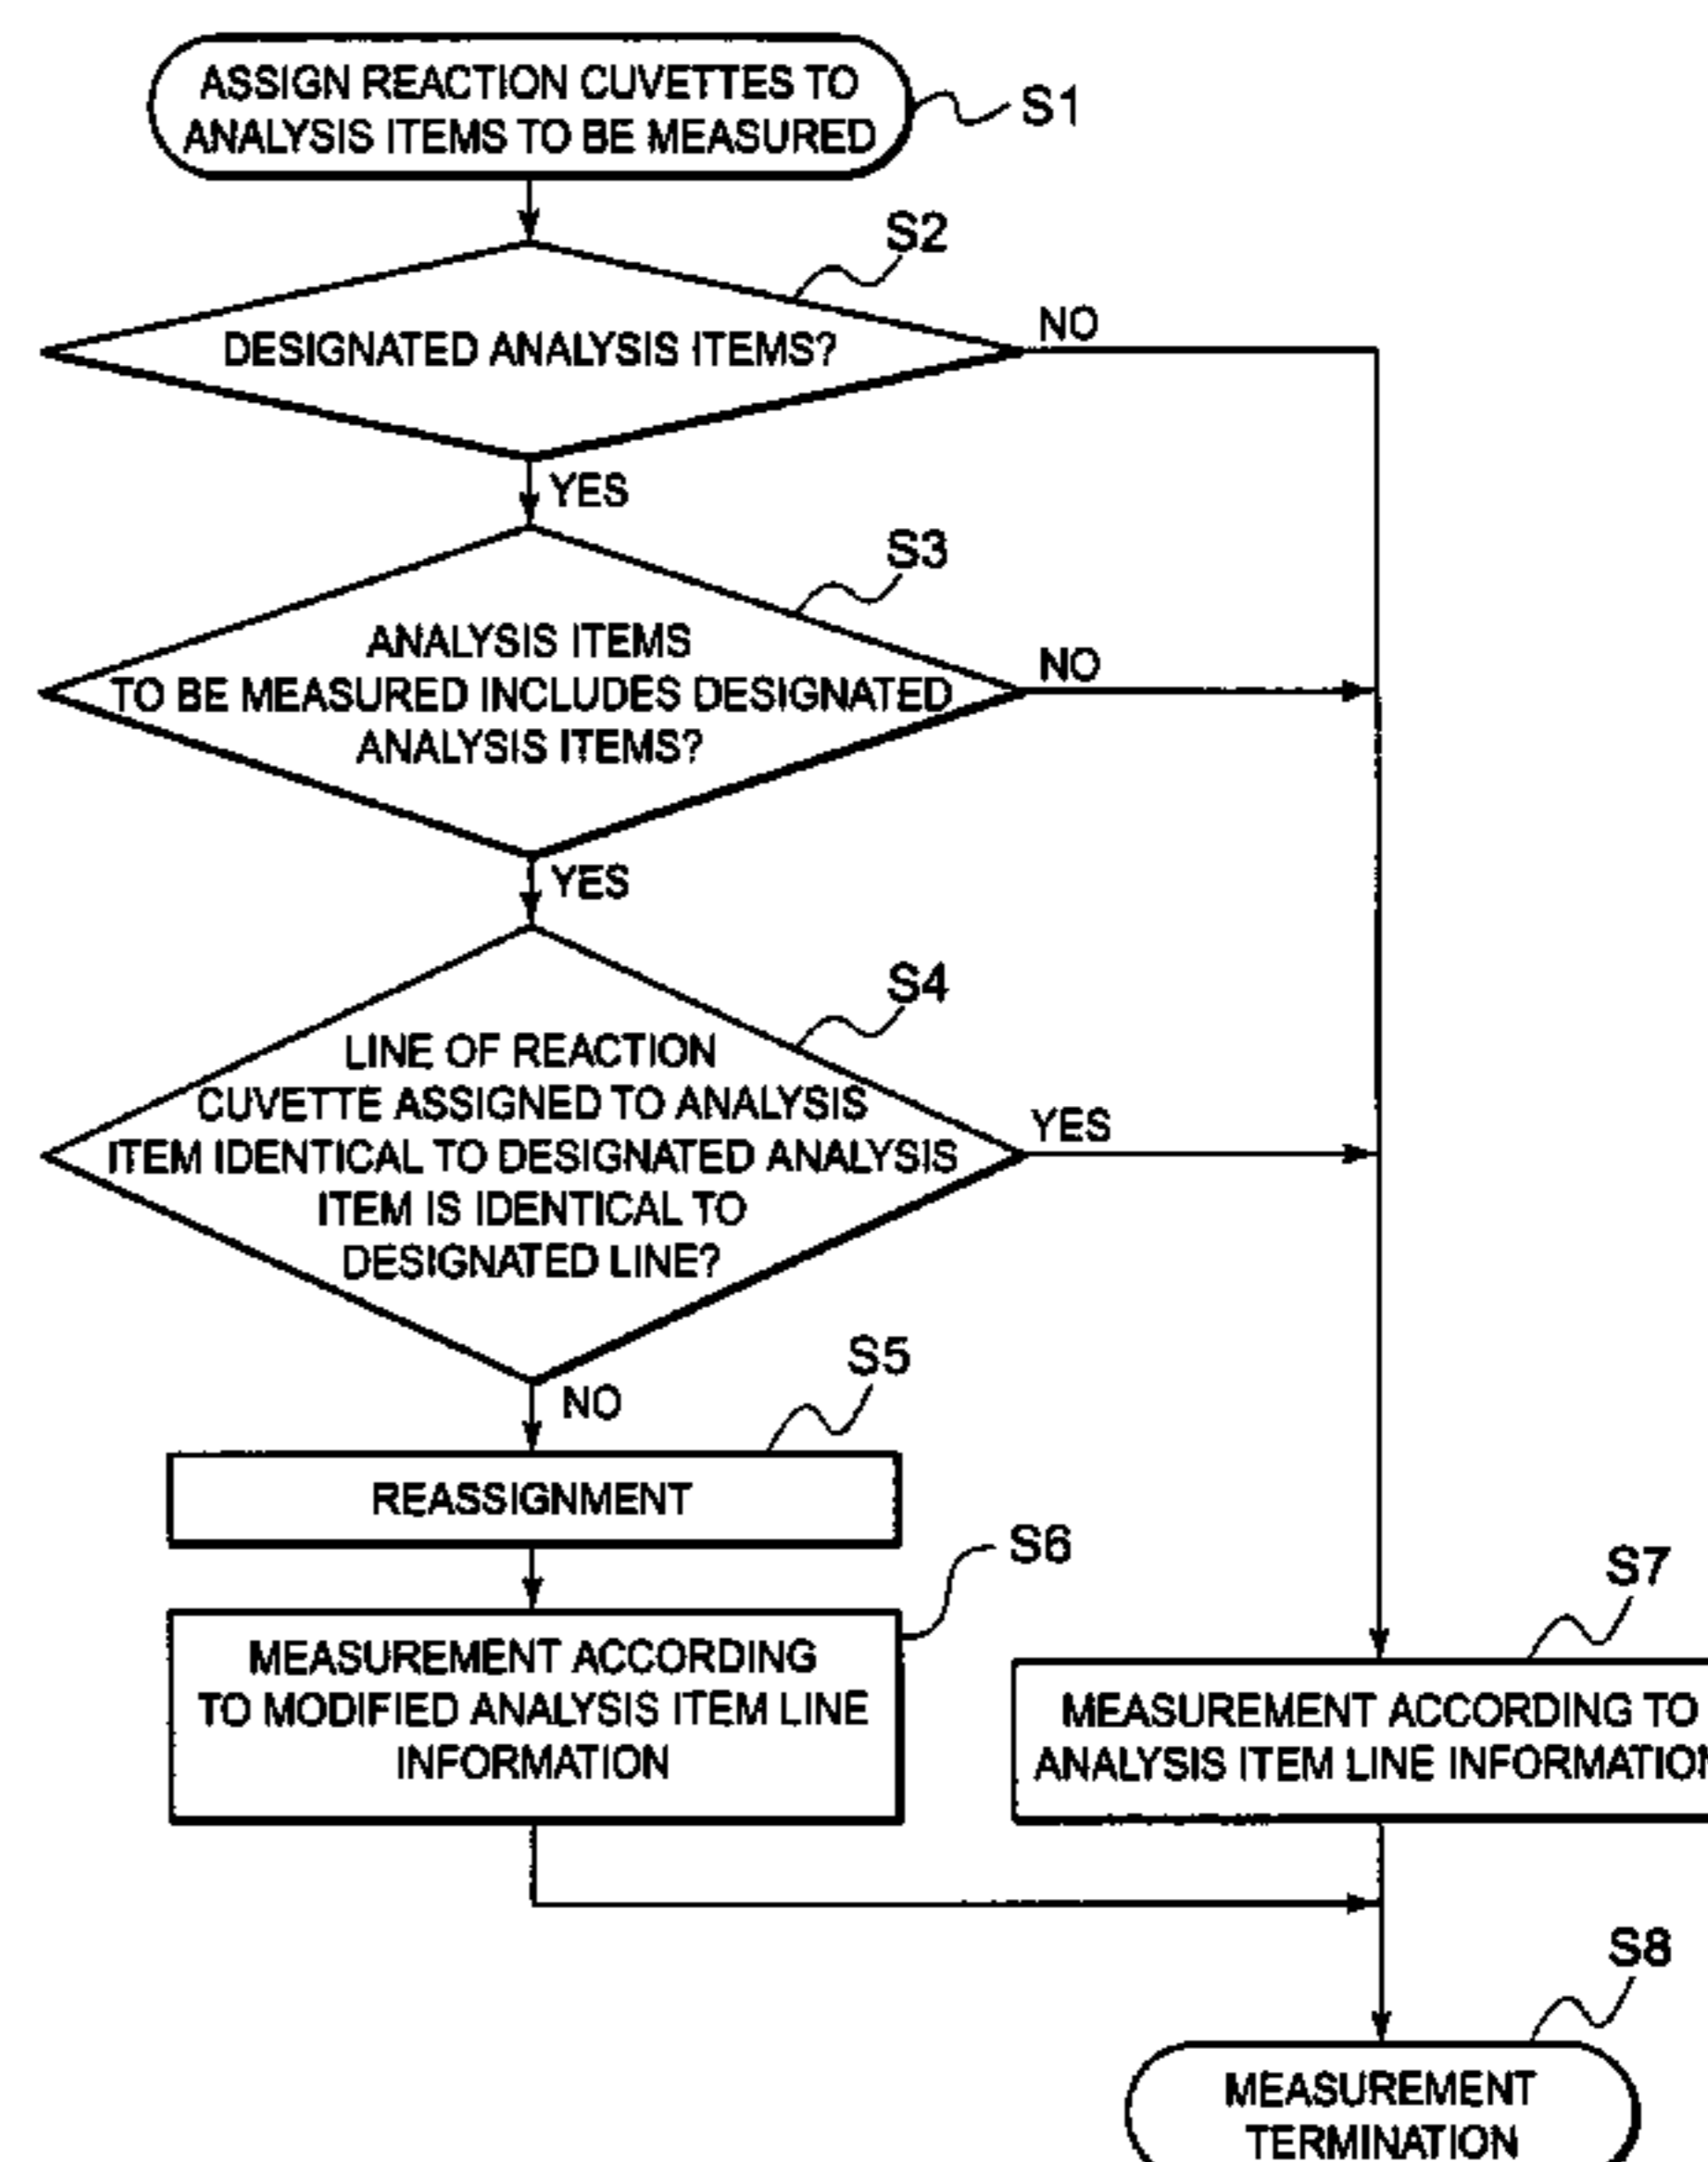 ASSIGN REACTION CUVETTES TO
ANALYSIS ITEMS TO BE MEASURED
S1
S2
DESIGNATED ANALYSIS ITEMS?
NO
YES
S3
ANALYSIS ITEMS
TO BE MEASURED INCLUDES DESIGNATED
ANALYSIS ITEMS?
NO
YES
S4
LINE OF REACTION
CUVETTE ASSIGNED TO ANALYSIS
ITEM IDENTICAL TO DESIGNATED ANALYSIS
ITEM IS IDENTICAL TO
DESIGNATED LINE?
YES
NO
S5
REASSIGNMENT
S6
MEASUREMENT ACCORDING
TO MODIFIED ANALYSIS ITEM LINE
INFORMATION
S7
MEASUREMENT ACCORDING TO
ANALYSIS ITEM LINE INFORMATION
S8
MEASUREMENT
TERMINATION